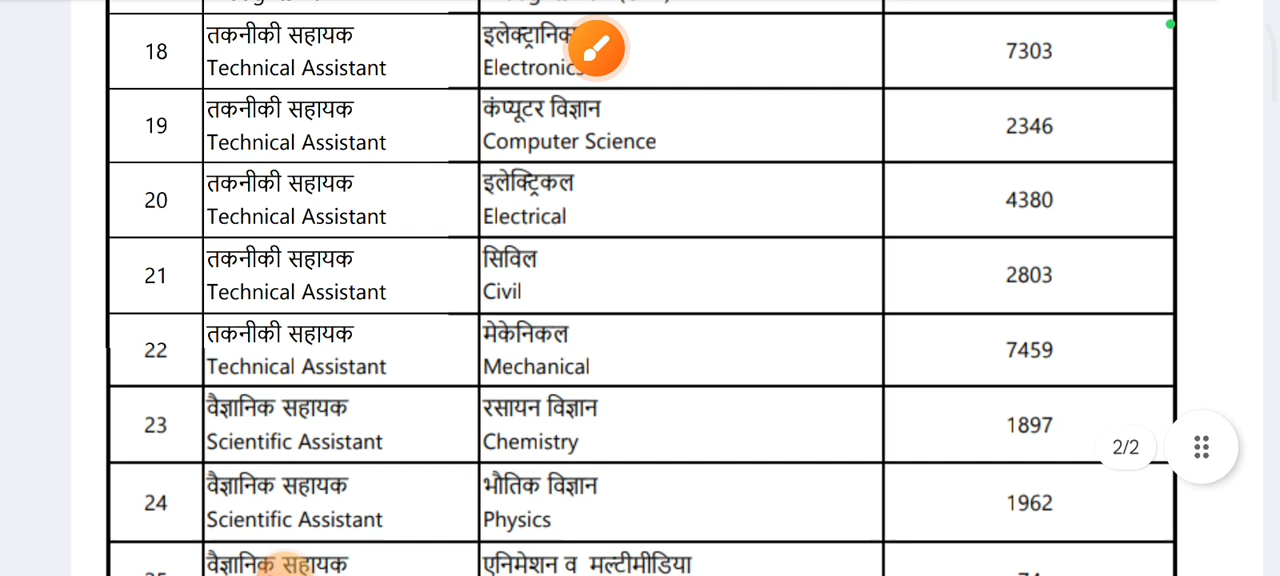 18
तकनीकी सहायक
Technical Assistant
इलेक्ट्रानिक
Electronics
7303
19
तकनीकी सहायक
Technical Assistant
कंप्यूटर विज्ञान
Computer Science
2346
20
तकनीकी सहायक
Technical Assistant
इलेक्ट्रिकल
Electrical
4380
21
तकनीकी सहायक
Technical Assistant
सिविल
Civil
2803
22
तकनीकी सहायक
Technical Assistant
मेकेनिकल
Mechanical
7459
23
वैज्ञानिक सहायक
Scientific Assistant
रसायन विज्ञान
Chemistry
1897
2/2
24
वैज्ञानिक सहायक
Scientific Assistant
भौतिक विज्ञान
Physics
1962
वैज्ञानिक सहायक
एनिमेशन व मल्टीमीडिया